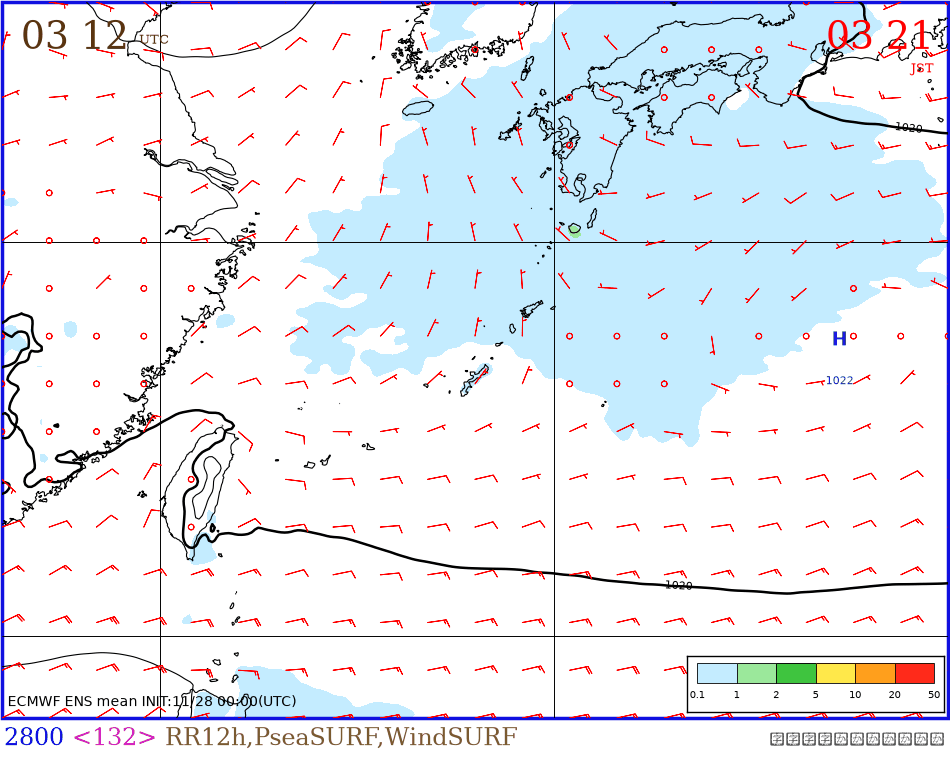 03 12 UTC
03 21
JST
1020
H
1022
1020
0.1 1 2 5 10 20 50
ECMWF ENS mean INIT:11/28 00:00(UTC)
2800 <132> RR12h,PseaSURF,WindSURF